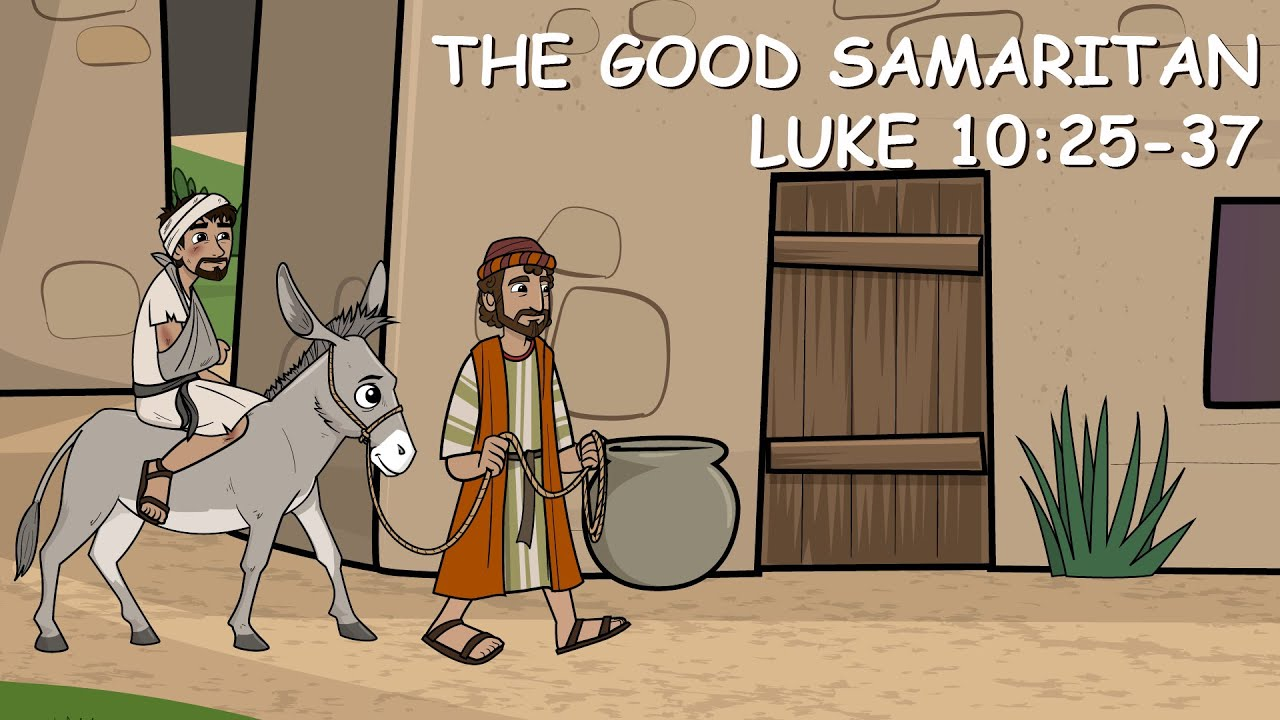 THE GOOD SAMARITAN
LUKE 10:25-37